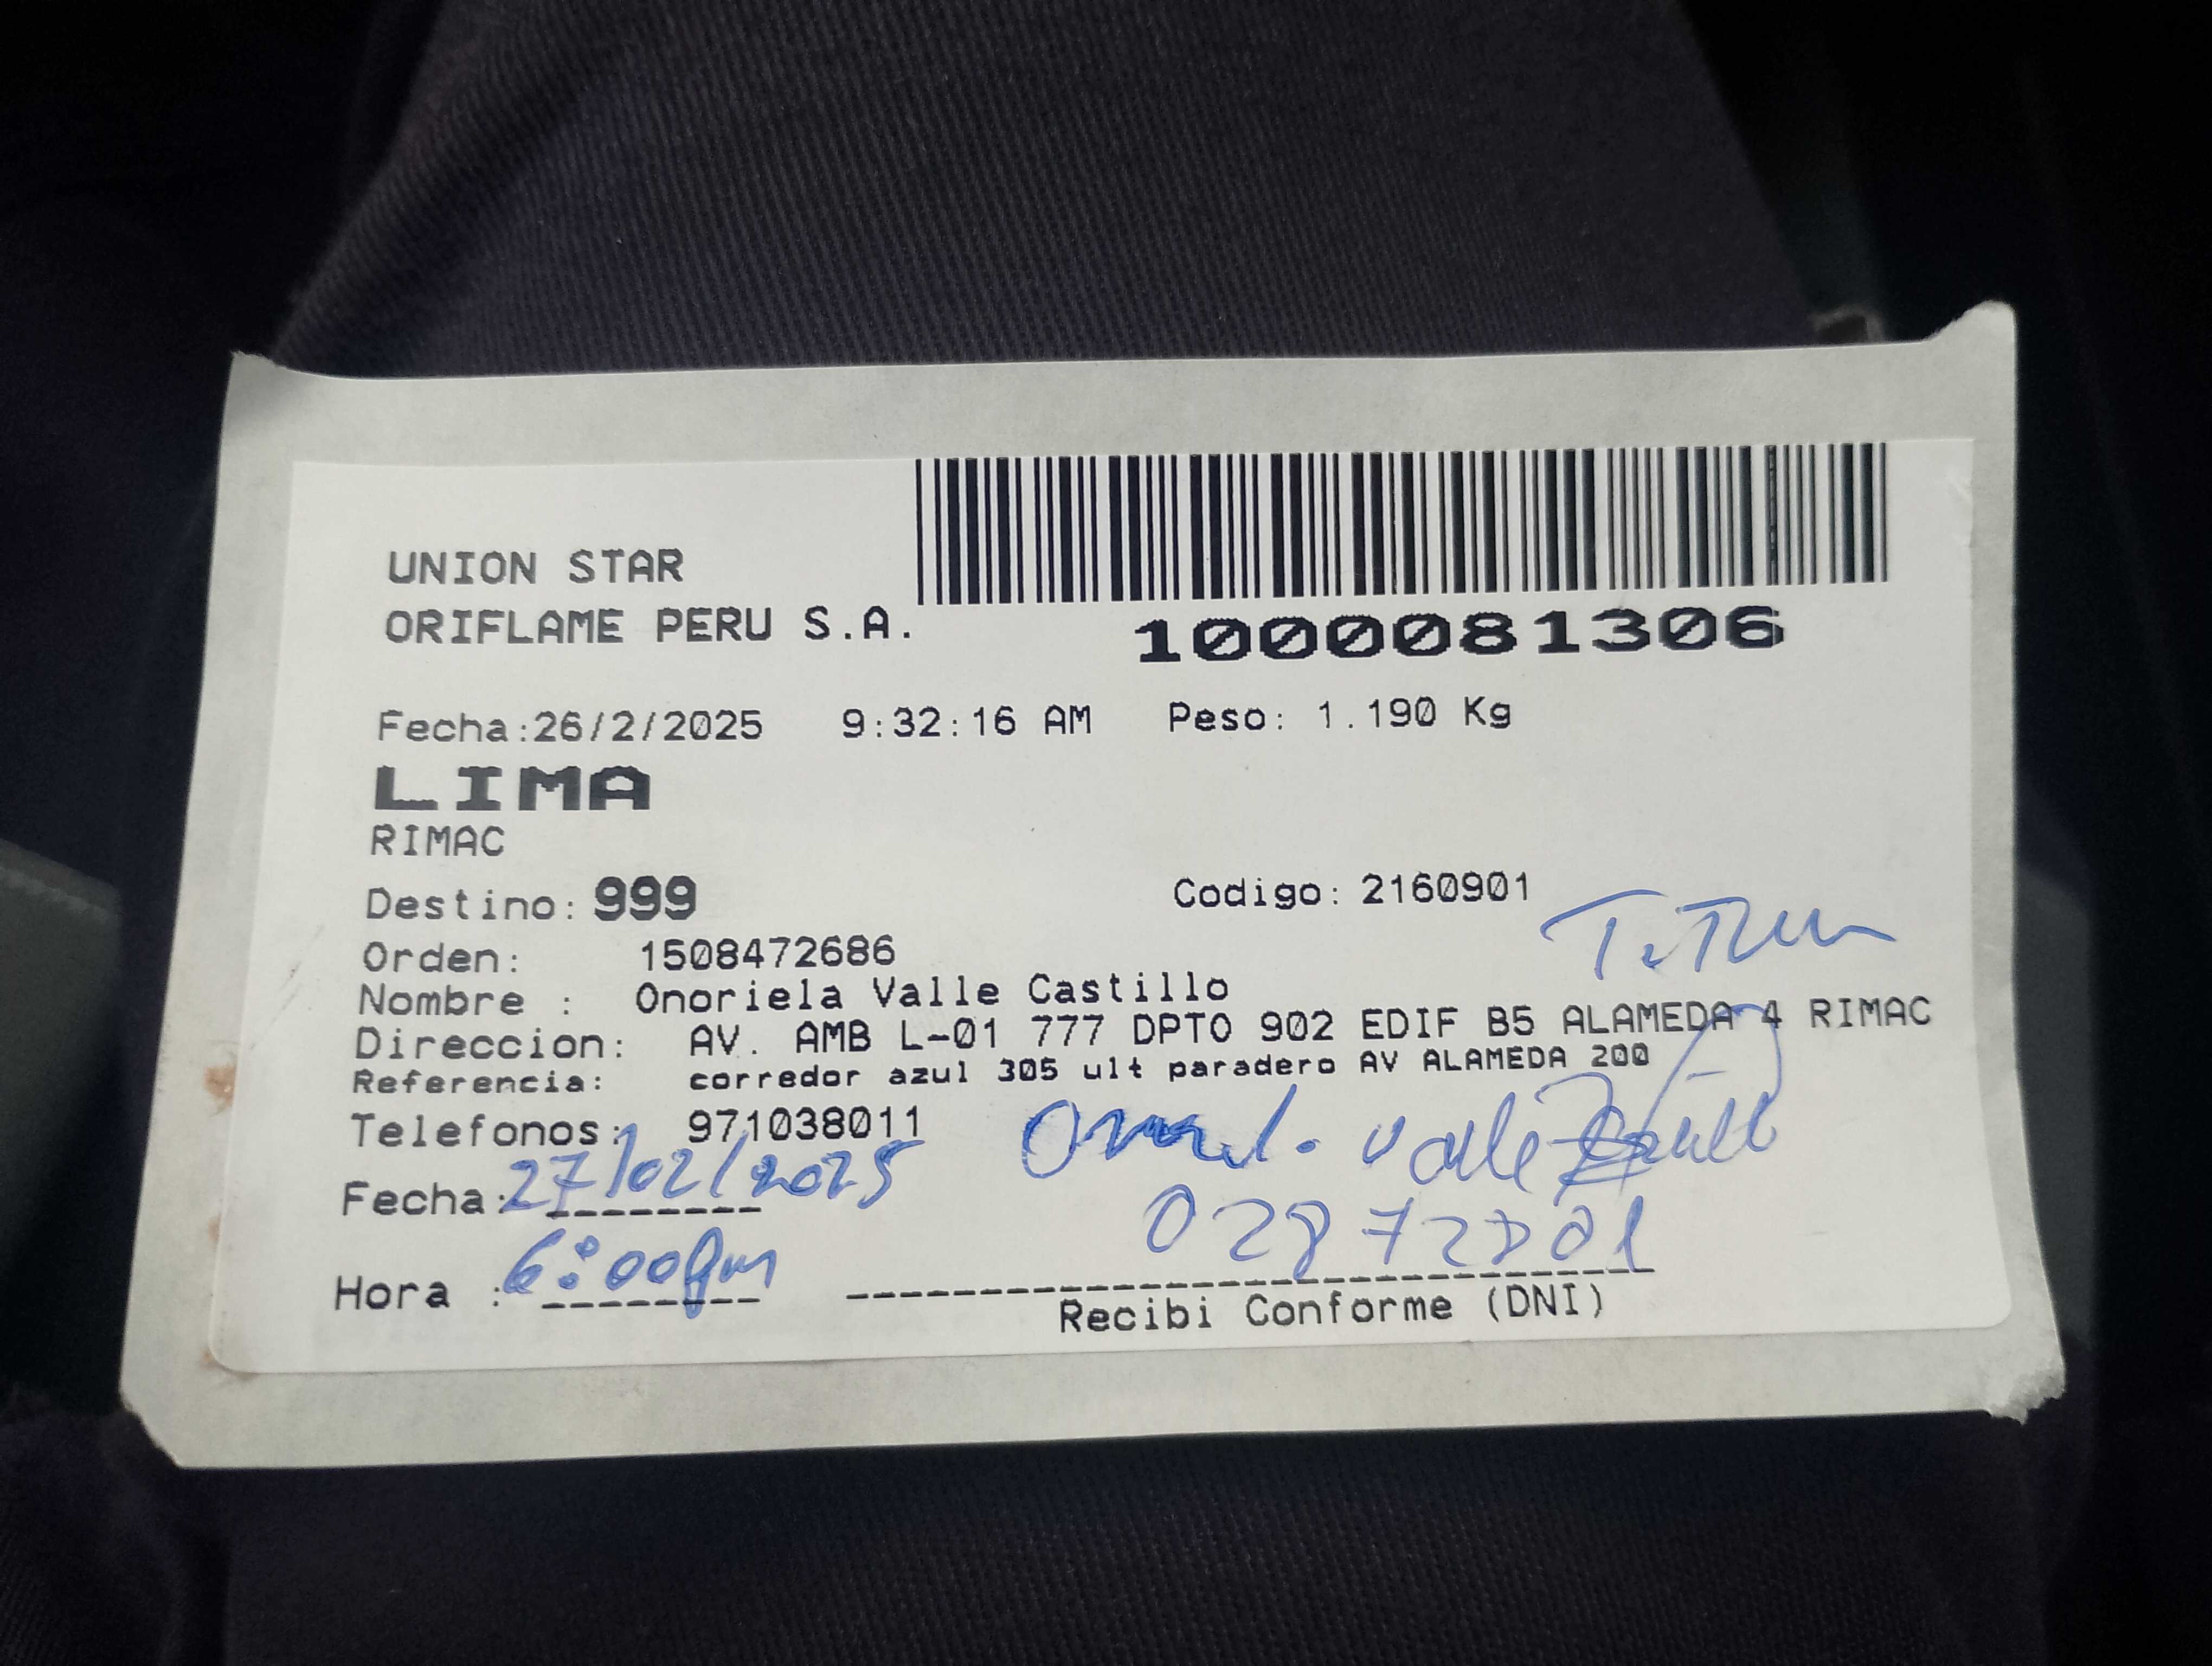 UNION STAR
ORIFLAME PERU S.A.
1000081306
Fecha:26/2/2025 9:32:16 AM Peso: 1.190 Kg
LIMA
RIMAC
Destino: 999 Codigo: 2160901
Orden: 1508472686
Nombre : Onoriela Valle Castillo
Direccion: AV. AMB L-01 777 DPTO 902 EDIF B5 ALAMEDA 4 RIMAC
Referencia: corredor azul 305 ult paradero AV ALAMEDA 200
Telefonos: 971038011
Valle
Fecha: 27/02/2025
Hora : 6:00pm
Recibi Conforme (DNI)